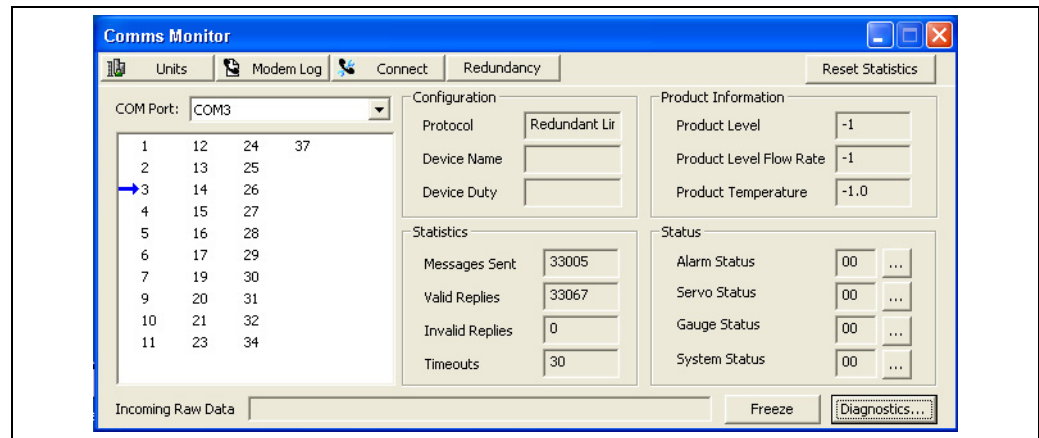 Comms Monitor
Units Modem Log Connect Redundancy Reset Statistics
COM Port: COM3
1 12 24 37
2 13 25
3 14 26
4 15 27
5 16 28
6 17 29
7 19 30
9 20 31
10 21 32
11 23 34
Configuration
Protocol Redundant Lir
Device Name
Device Duty
Statistics
Messages Sent 33005
Valid Replies 33067
Invalid Replies 0
Timeouts 30
Product Information
Product Level -1
Product Level Flow Rate -1
Product Temperature -1.0
Status
Alarm Status 00 ...
Servo Status 00 ...
Gauge Status 00 ...
System Status 00 ...
Incoming Raw Data Freeze Diagnostics...